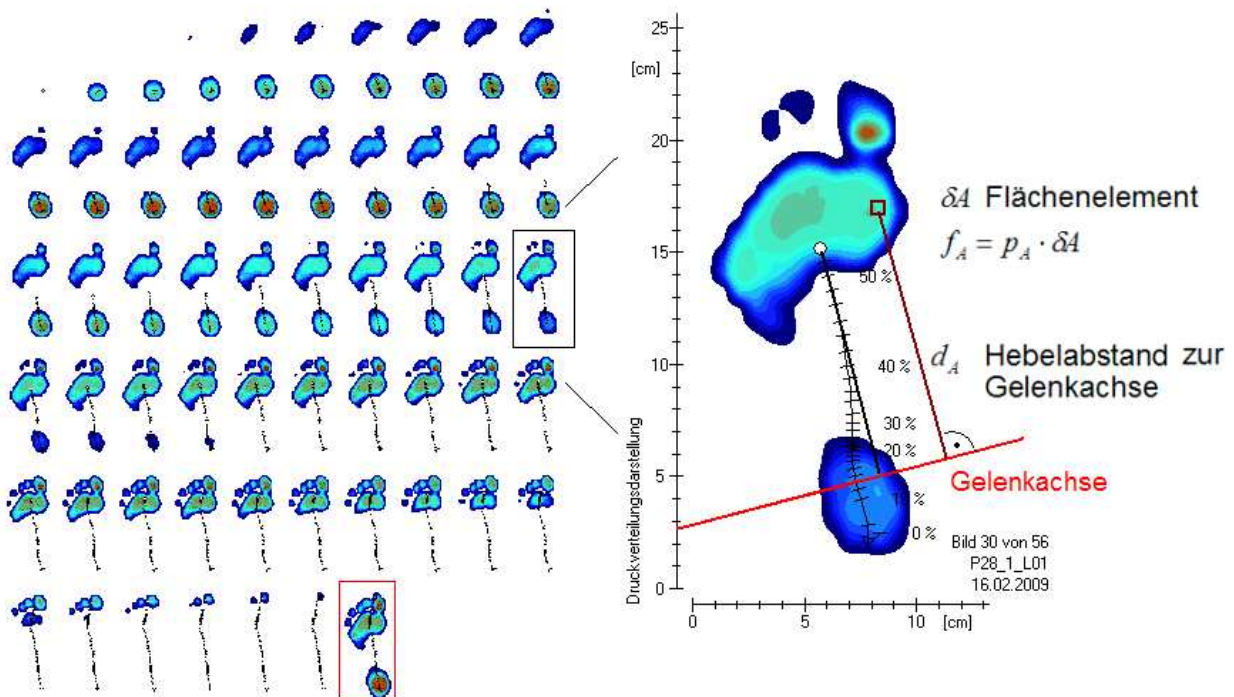 25
[cm]
20
δA Flächenelement
f_A = p_A · δA
15
50 %
10
40 %
d_A Hebelabstand zur
Gelenkachse
30 %
20 %
5
Gelenkachse
0 %
Bild 30 von 56
P28_1_L01
16.02.2009
0
Druckverteilungsdarstellung
0 5 10 [cm]